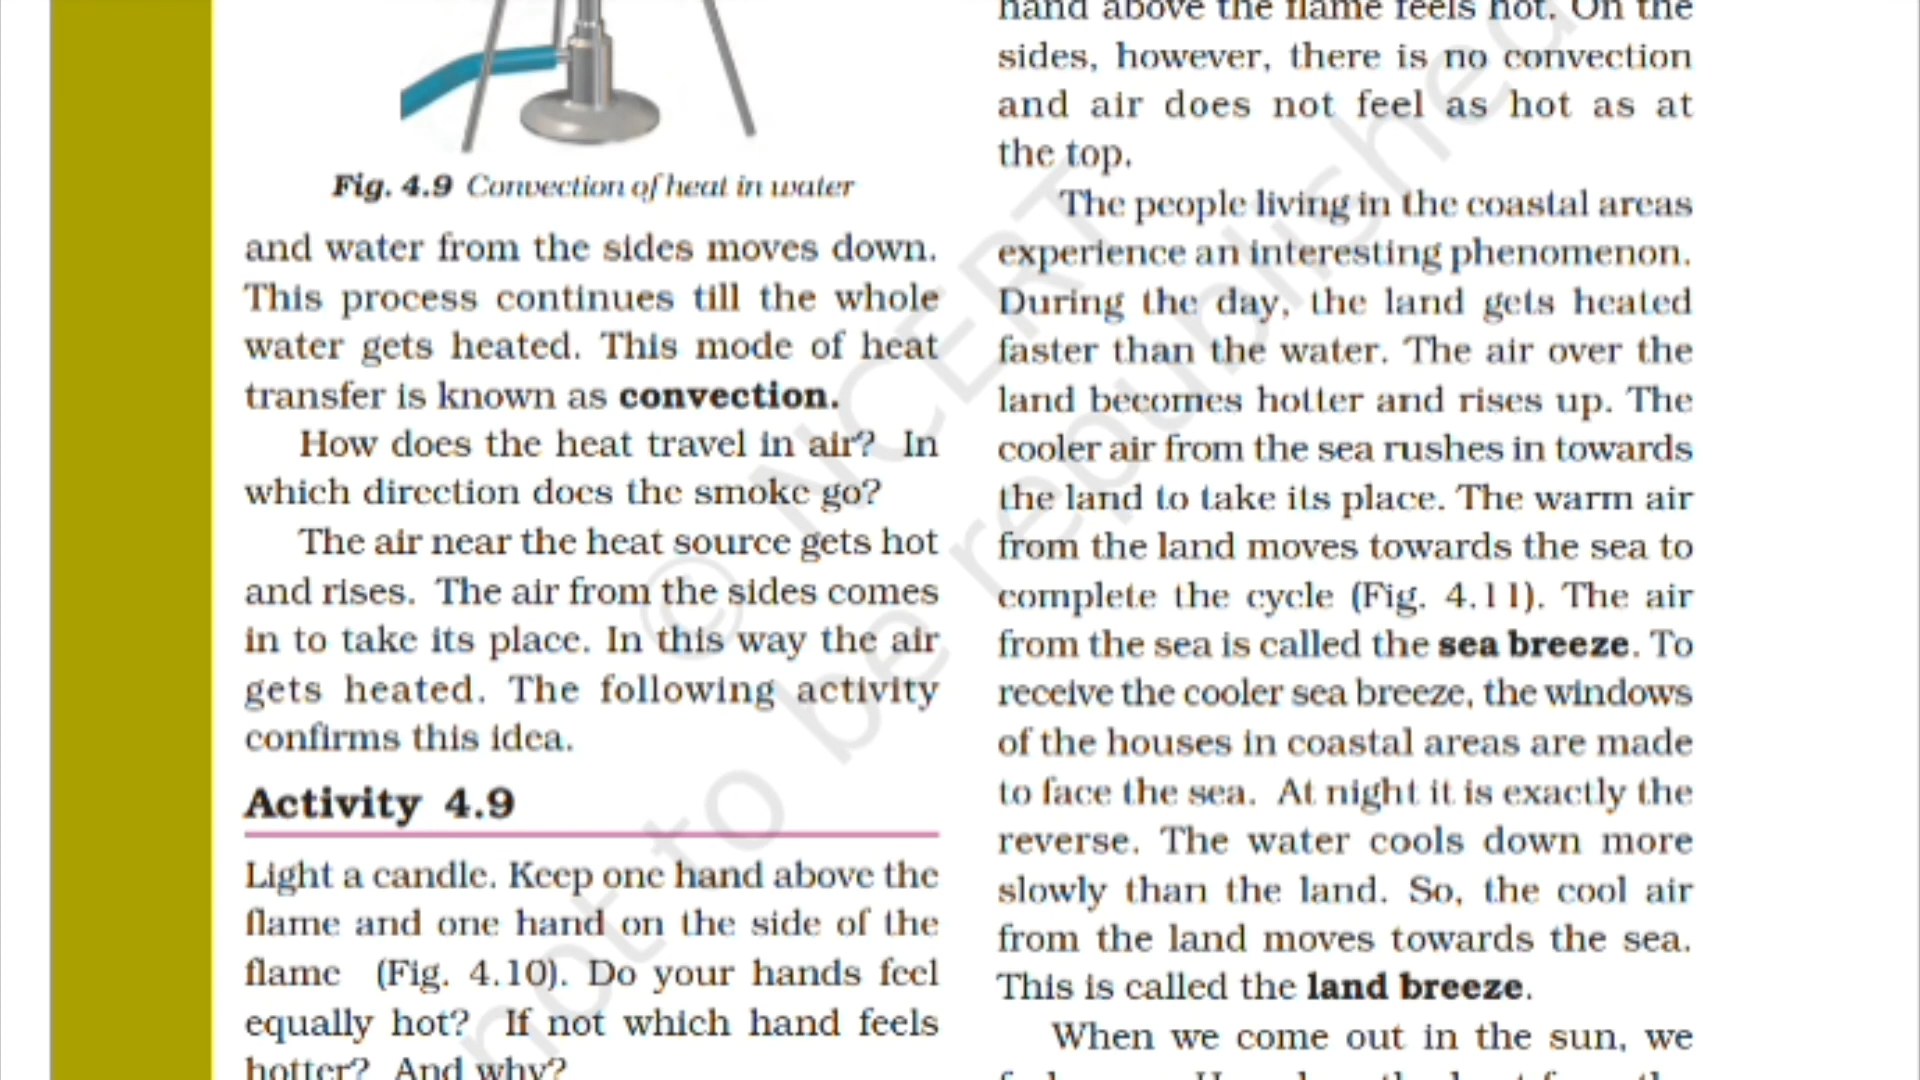 Fig. 4.9 Convection of heat in water
and water from the sides moves down.
This process continues till the whole
water gets heated. This mode of heat
transfer is known as convection.
How does the heat travel in air? In
which direction does the smoke go?
The air near the heat source gets hot
and rises. The air from the sides comes
in to take its place. In this way the air
gets heated. The following activity
confirms this idea.
Activity 4.9
Light a candle. Keep one hand above the
flame and one hand on the side of the
flame (Fig. 4.10). Do your hands feel
equally hot? If not which hand feels
hotter? And why?
hand above the flame feels hot. On the
sides, however, there is no convection
and air does not feel as hot as at
the top.
The people living in the coastal areas
experience an interesting phenomenon.
During the day, the land gets heated
faster than the water. The air over the
land becomes hotter and rises up. The
cooler air from the sea rushes in towards
the land to take its place. The warm air
from the land moves towards the sea to
complete the cycle (Fig. 4.11). The air
from the sea is called the sea breeze. To
receive the cooler sea breeze, the windows
of the houses in coastal areas are made
to face the sea. At night it is exactly the
reverse. The water cools down more
slowly than the land. So, the cool air
from the land moves towards the sea.
This is called the land breeze.
When we come out in the sun, we
© NCERT
not to be republished